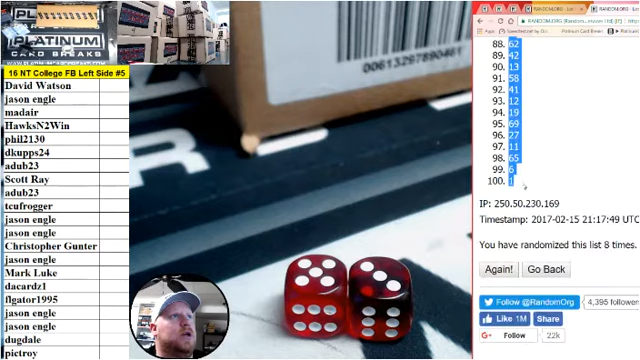 PLATINUM
CARD BREAKS
16 NT College FB Left Side #5
David Watson
jason engle
madair
HawksN2Win
phil2130
dkupps24
adub23
Scott Ray
adub23
tcufrogger
jason engle
jason engle
Christopher Gunter
jason engle
Mark Luke
dacardz1
flgator1995
jason engle
jason engle
dugdale
pictroy
00613297890461
R
88. 62
89. 42
90. 13
91. 58
92. 41
93. 12
94. 19
95. 69
96. 27
97. 11
98. 65
99. 6
100. 1
IP: 250.50.230.169
Timestamp: 2017-02-15 21:17:49 UTC
You have randomized this list 8 times.
Again!
Go Back
Follow @RandomOrg
4,395 followers
Like 1M
Share
Follow
22k